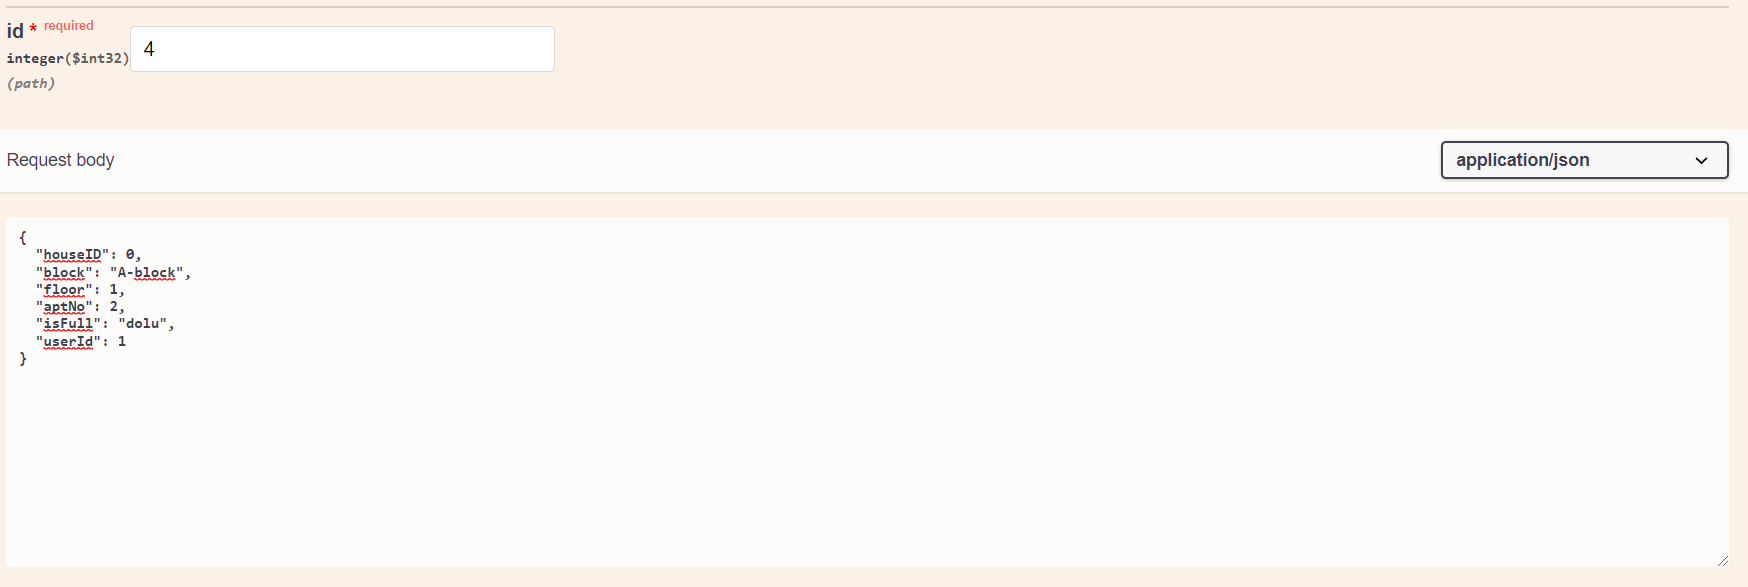 id * required
integer($int32)
4
(path)
Request body
application/json
{
  "houseID": 0,
  "block": "A-block",
  "floor": 1,
  "aptNo": 2,
  "isFull": "dolu",
  "userId": 1
}